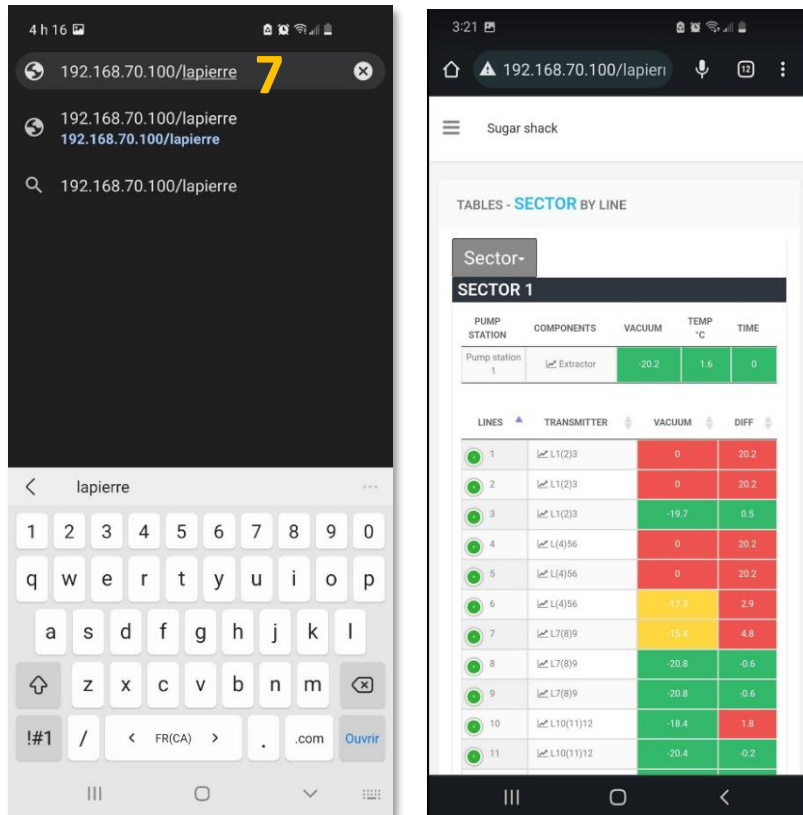 4 h 16
192.168.70.100/lapierre
7
192.168.70.100/lapierre
192.168.70.100/lapierre
192.168.70.100/lapierre
lapierre
1 2 3 4 5 6 7 8 9 0
q w e r t y u i o p
a s d f g h j k l
z x c v b n m
!#1 / < FR(CA) > . .com Ouvrir
3:21
192.168.70.100/lapierr
12
Sugar shack
TABLES - SECTOR BY LINE
Sector
SECTOR 1
PUMP STATION COMPONENTS VACUUM TEMP °C TIME
Pump station 1 Extractor -20.2 1.6 0
LINES TRANSMITTER VACUUM DIFF
1 L1(2)3 0 20.2
2 L1(2)3 0 20.2
3 L1(2)3 -19.7 0.5
4 L(4)56 0 20.2
5 L(4)56 0 20.2
6 L(4)56 -17.3 2.9
7 L7(8)9 -15.4 4.8
8 L7(8)9 -20.8 -0.6
9 L7(8)9 -20.8 -0.6
10 L10(11)12 -18.4 1.8
11 L10(11)12 -20.4 -0.2